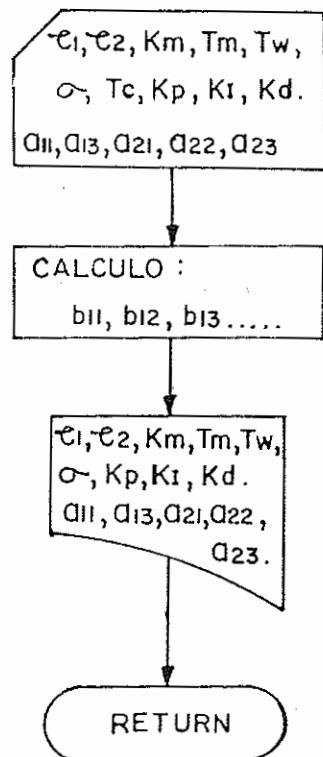 τ1, τ2, Km, Tm, Tw,
σ, Tc, Kp, KI, Kd.
a11, a13, a21, a22, a23
CALCULO :
b11, b12, b13.....
τ1, τ2, Km, Tm, Tw,
σ, Kp, KI, Kd.
a11, a13, a21, a22,
a23.
RETURN